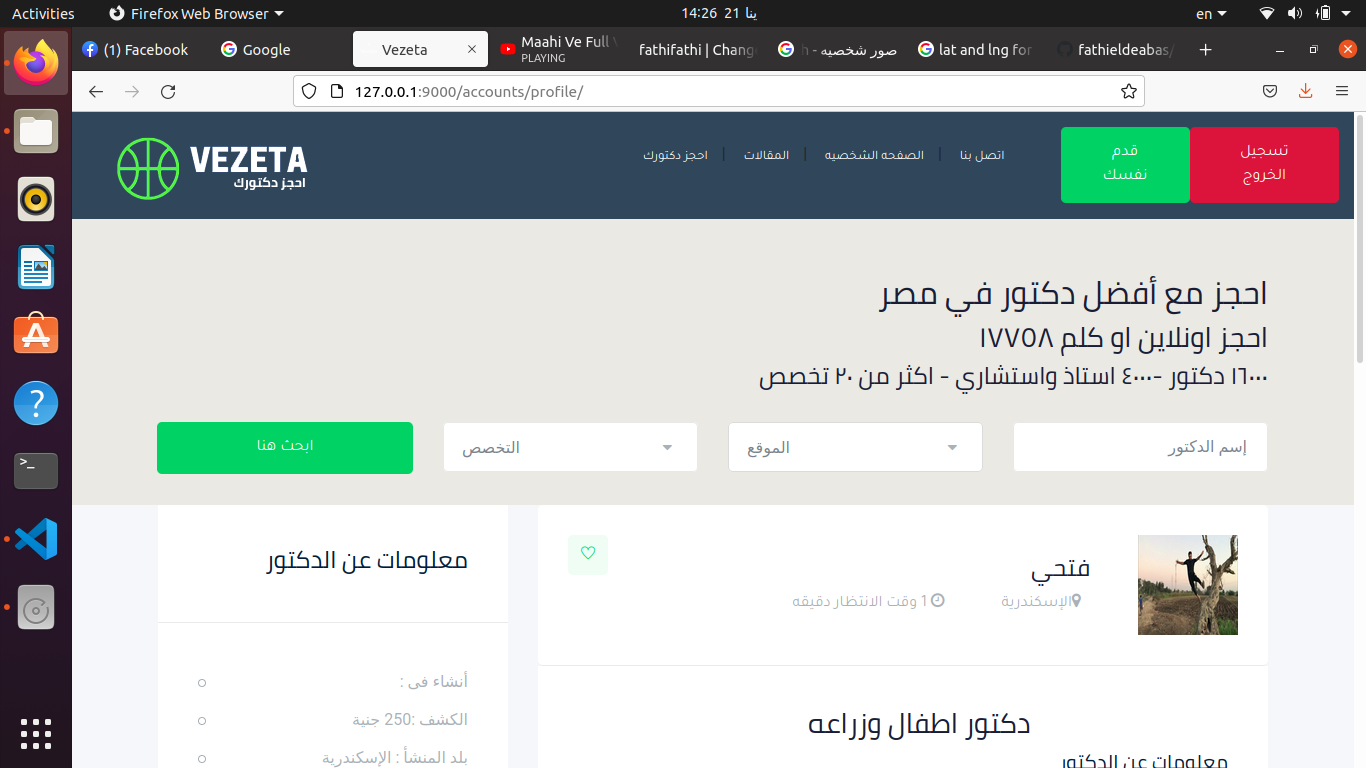 Activities
Firefox Web Browser
14:26 21 ينا
en
(1) Facebook
Google
Vezeta
Maahi Ve Full
PLAYING
fathifathi | Change
صور شخصيه - h
lat and lng for
fathieldeabas/
127.0.0.1:9000/accounts/profile/
VEZETA
احجز دكتورك
احجز دكتورك
المقالات
الصفحه الشخصيه
اتصل بنا
قدم
نفسك
تسجيل
الخروج
احجز مع أفضل دكتور في مصر
احجز اونلاين او كلم ١٧٧٥٨
١٦٠٠٠ دكتور -٤٠٠٠ استاذ واستشاري - اكثر من ٢٠ تخصص
إسم الدكتور
الموقع
التخصص
ابحث هنا
فتحي
الإسكندرية
1 وقت الانتظار دقيقه
دكتور اطفال وزراعه
معلومات عن الدكتور
معلومات عن الدكتور
أنشاء فى :
الكشف :250 جنية
بلد المنشأ : الإسكندرية